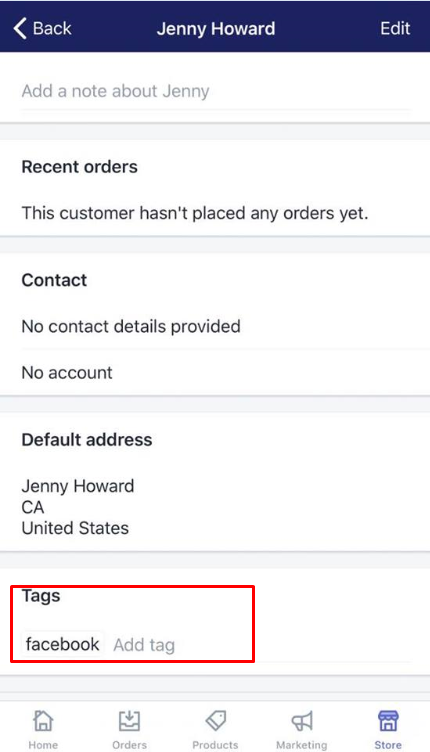 Back Jenny Howard Edit
Add a note about Jenny
Recent orders
This customer hasn't placed any orders yet.
Contact
No contact details provided
No account
Default address
Jenny Howard
CA
United States
Tags
facebook Add tag
Home Orders Products Marketing Store